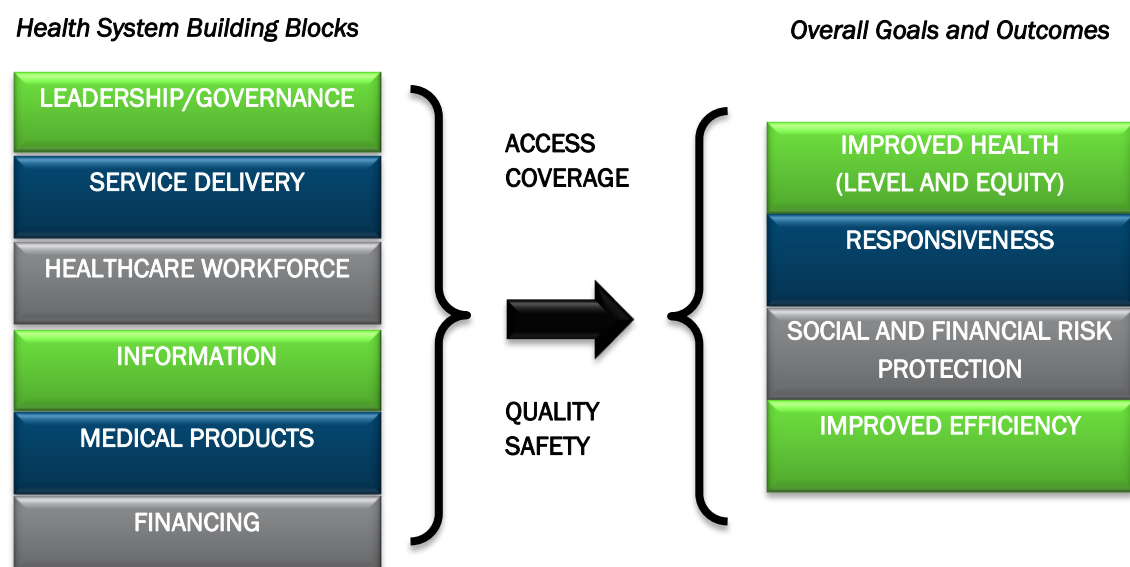 Health System Building Blocks
LEADERSHIP/GOVERNANCE
SERVICE DELIVERY
HEALTHCARE WORKFORCE
INFORMATION
MEDICAL PRODUCTS
FINANCING
ACCESS
COVERAGE
QUALITY
SAFETY
Overall Goals and Outcomes
IMPROVED HEALTH
(LEVEL AND EQUITY)
RESPONSIVENESS
SOCIAL AND FINANCIAL RISK
PROTECTION
IMPROVED EFFICIENCY